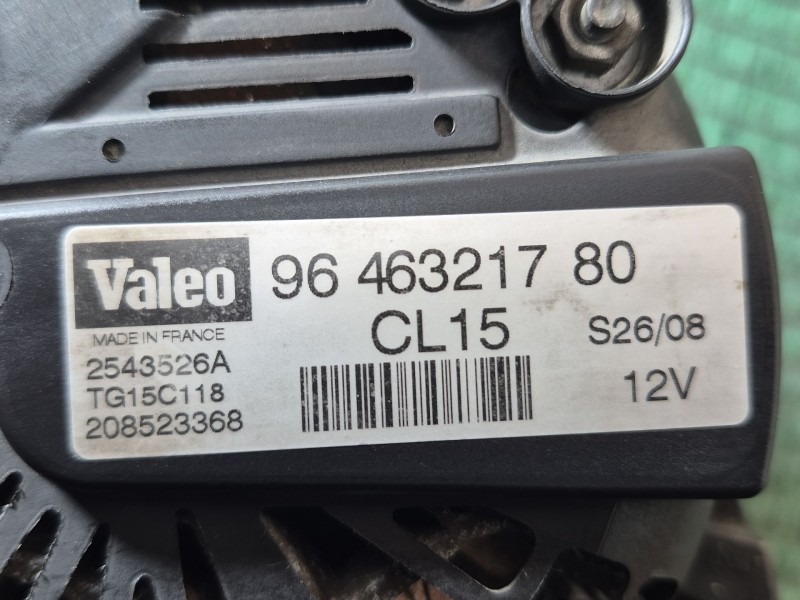 Valeo 96 463217 80
MADE IN FRANCE CL15 S26/08
2543526A
TG15C118 12V
208523368